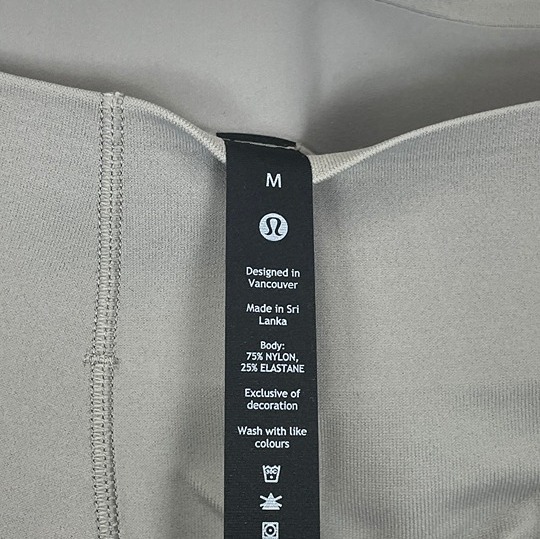 M
Designed in
Vancouver
Made in Sri
Lanka
Body:
75% NYLON,
25% ELASTANE
Exclusive of
decoration
Wash with like
colours
30C